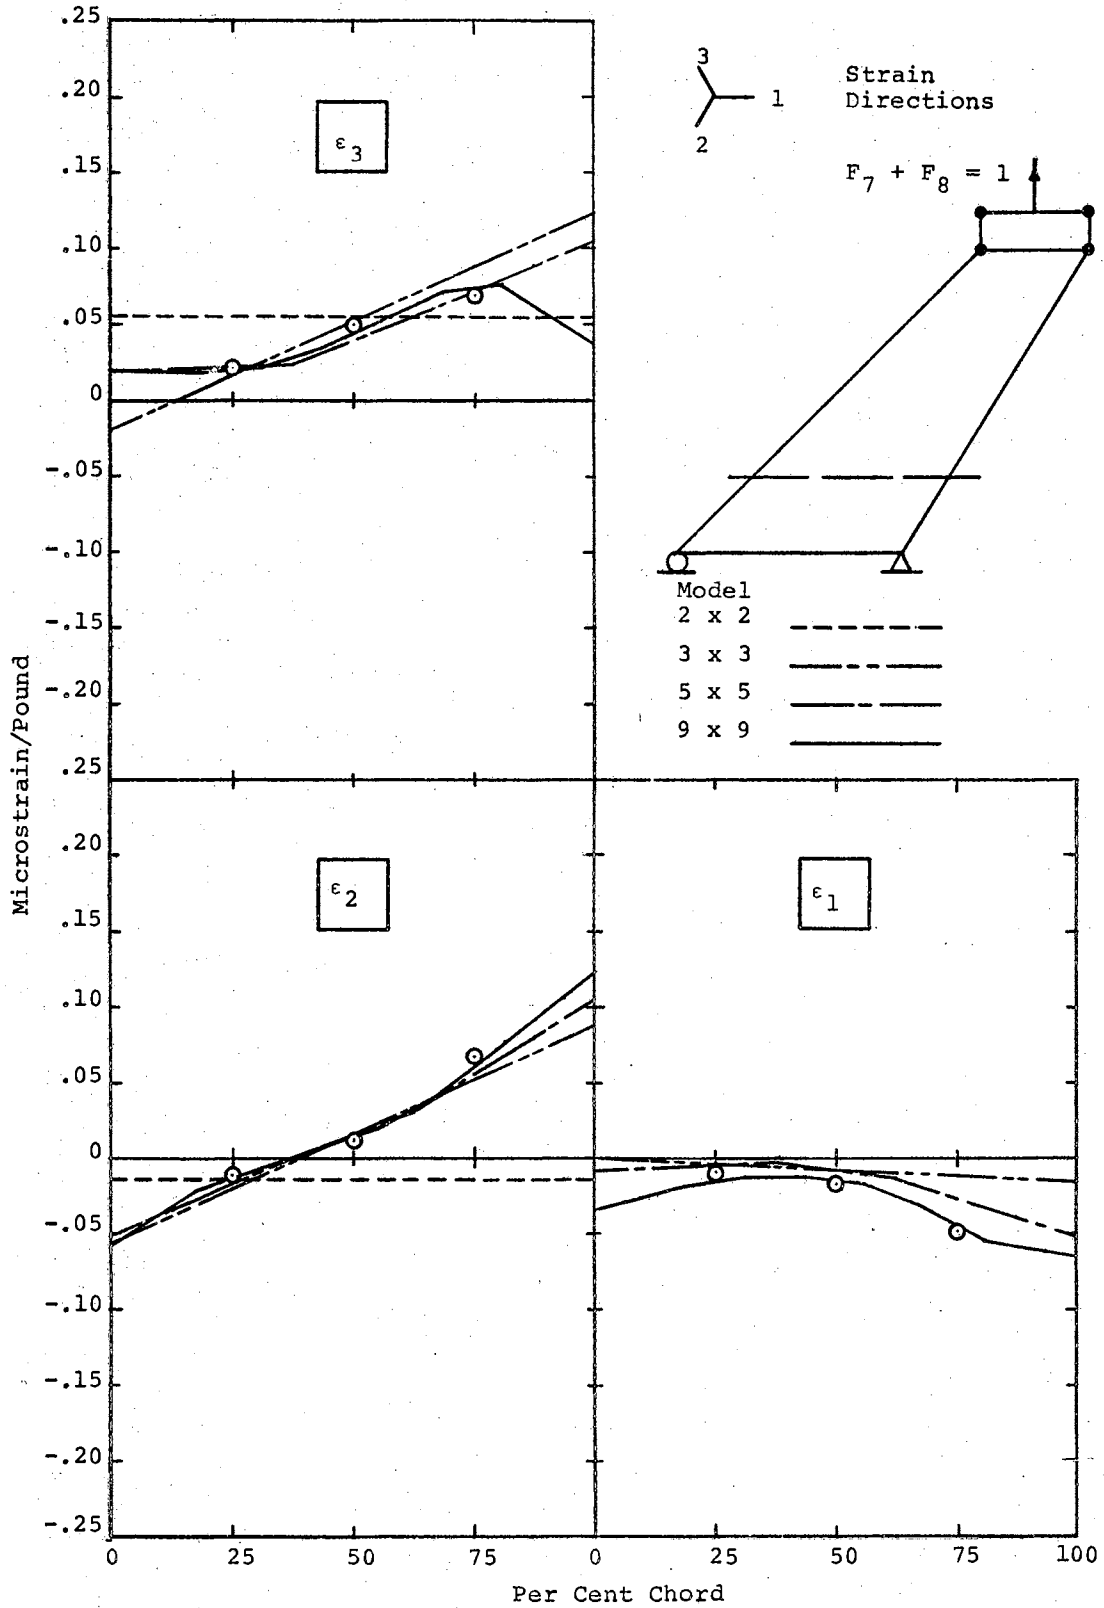 .25
.20
.15
.10
.05
0
-.05
-.10
-.15
-.20
.25
.20
.15
.10
.05
0
-.05
-.10
-.15
-.20
-.25
Microstrain/Pound
ε3
ε2
ε1
3
1
2
Strain
Directions
F7 + F8 = 1
Model
2 x 2
3 x 3
5 x 5
9 x 9
0 25 50 75 0 25 50 75 100
Per Cent Chord